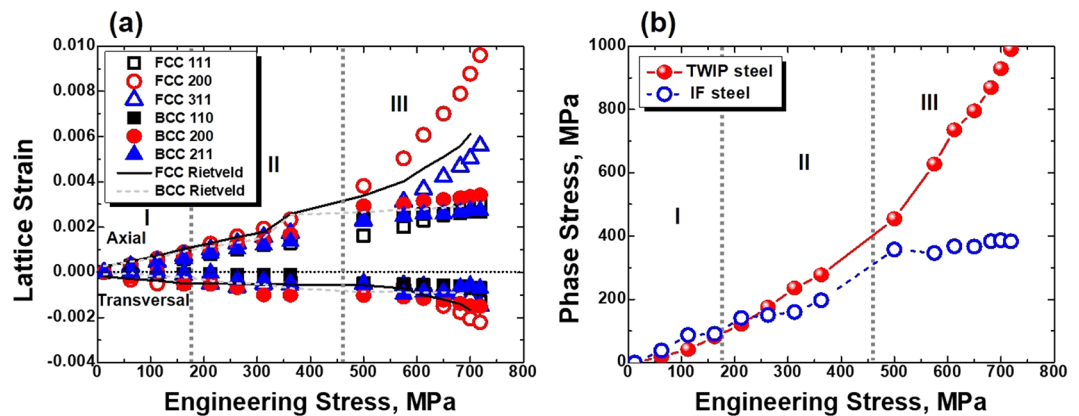 (a)
0.010
0.008
0.006
0.004
0.002
0.000
-0.002
-0.004
Lattice Strain
FCC 111
FCC 200
FCC 311
BCC 110
BCC 200
BCC 211
FCC Rietveld
BCC Rietveld
I
II
III
Axial
Transversal
0 100 200 300 400 500 600 700 800
Engineering Stress, MPa
(b)
1000
800
600
400
200
0
Phase Stress, MPa
TWIP steel
IF steel
I
II
III
0 100 200 300 400 500 600 700 800
Engineering Stress, MPa